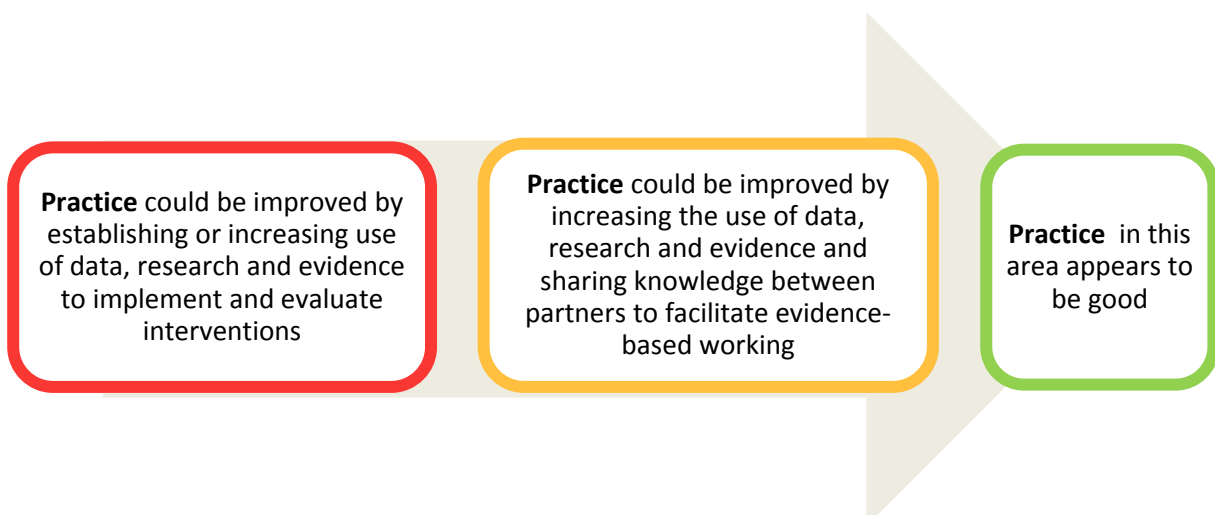 Practice could be improved by
establishing or increasing use
of data, research and evidence
to implement and evaluate
interventions
Practice could be improved by
increasing the use of data,
research and evidence and
sharing knowledge between
partners to facilitate evidence-
based working
Practice in this
area appears to
be good